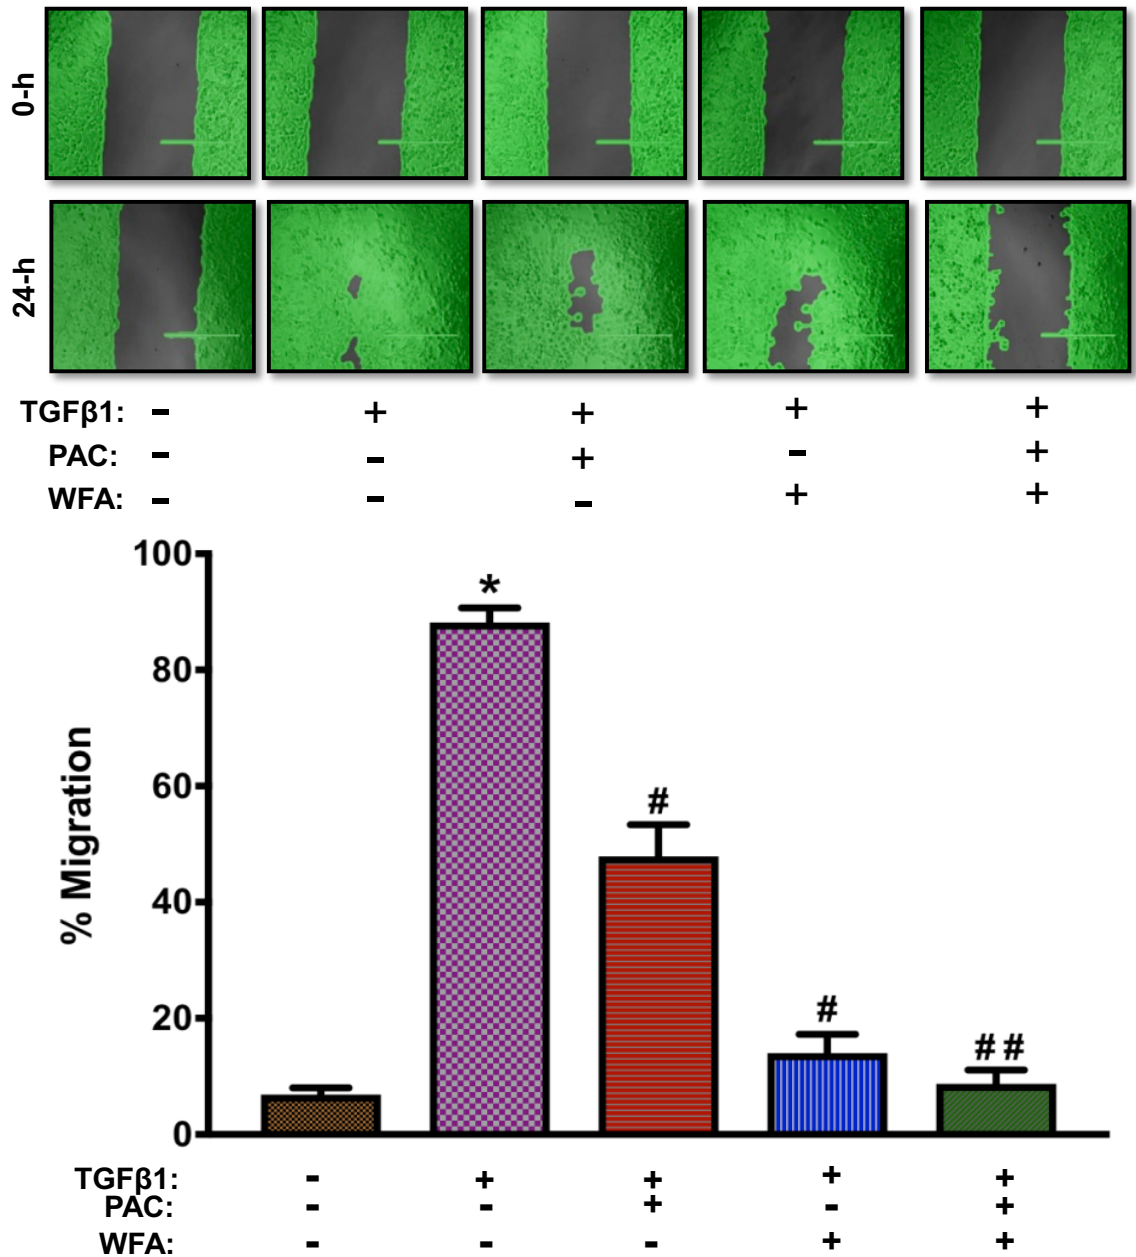 0-h
24-h
TGFβ1: - + + + +
PAC: - - + - +
WFA: - - - + +
100
80
60
40
20
0
% Migration
*
#
#
##
TGFβ1: - + + + +
PAC: - - + - +
WFA: - - - + +